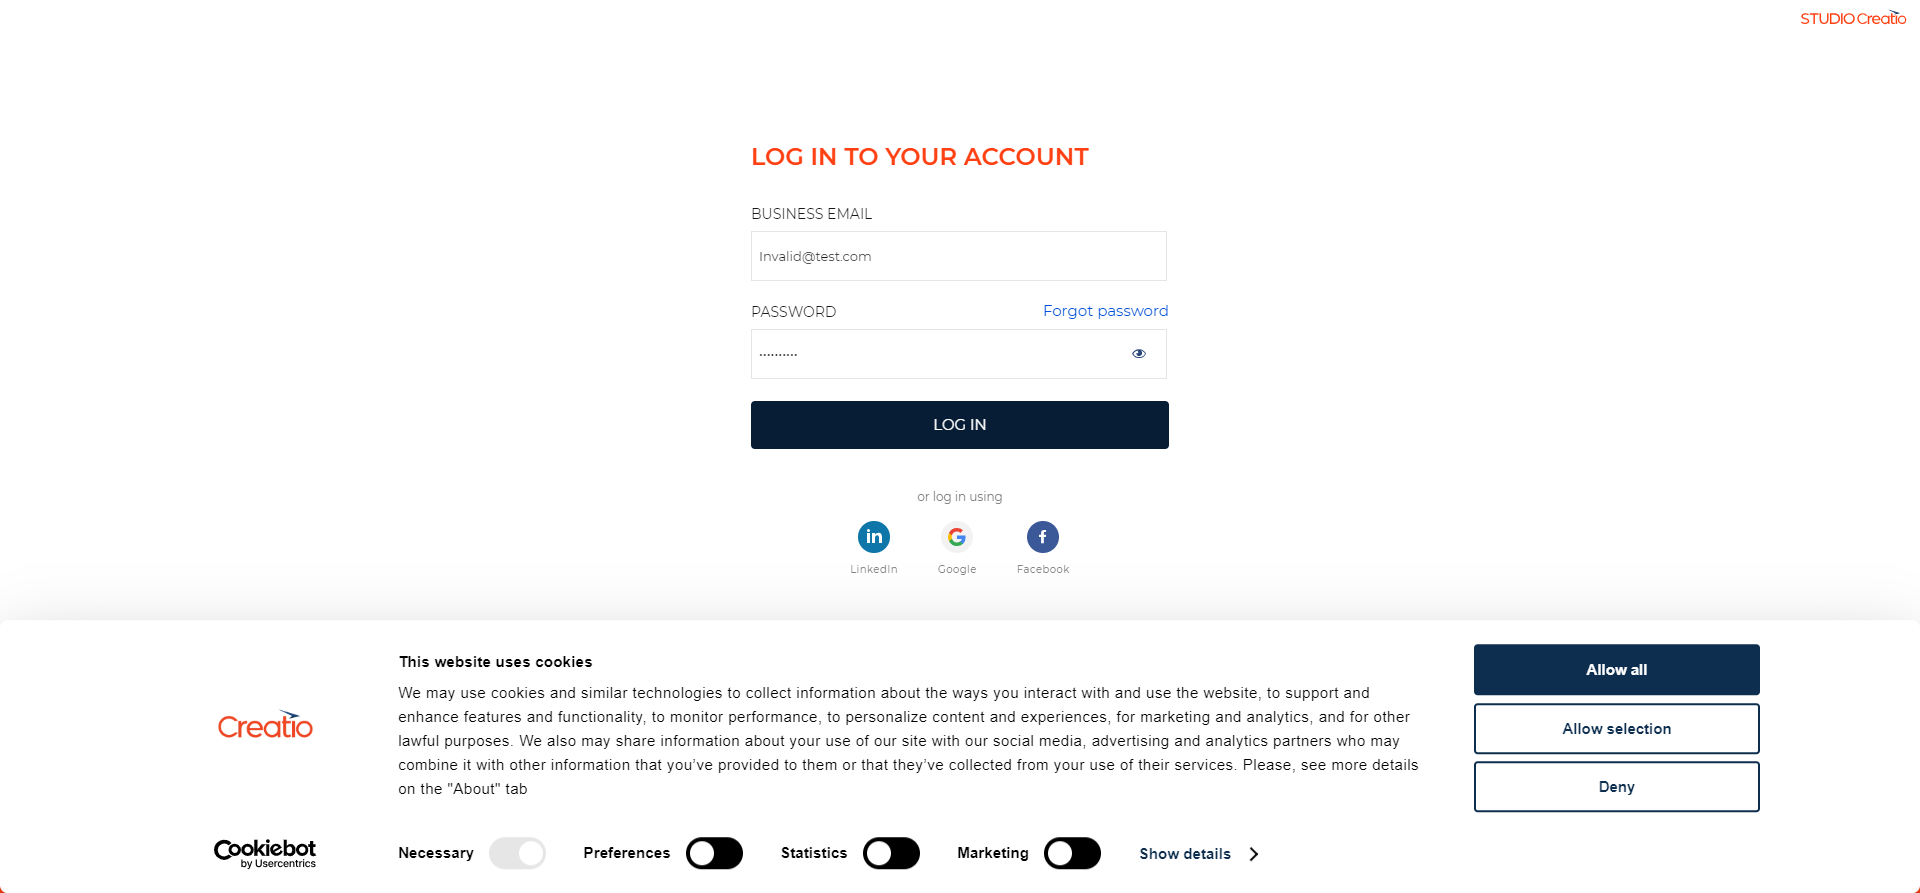 STUDIO Creatio
LOG IN TO YOUR ACCOUNT
BUSINESS EMAIL
Invalid@test.com
PASSWORD
Forgot password
••••••••••
LOG IN
or log in using
in
G
f
LinkedIn
Google
Facebook
This website uses cookies
We may use cookies and similar technologies to collect information about the ways you interact with and use the website, to support and
enhance features and functionality, to monitor performance, to personalize content and experiences, for marketing and analytics, and for other
lawful purposes. We also may share information about your use of our site with our social media, advertising and analytics partners who may
combine it with other information that you’ve provided to them or that they’ve collected from your use of their services. Please, see more details
on the "About" tab
Creatio
Allow all
Allow selection
Deny
Cookiebot
by Usercentrics
Necessary
Preferences
Statistics
Marketing
Show details